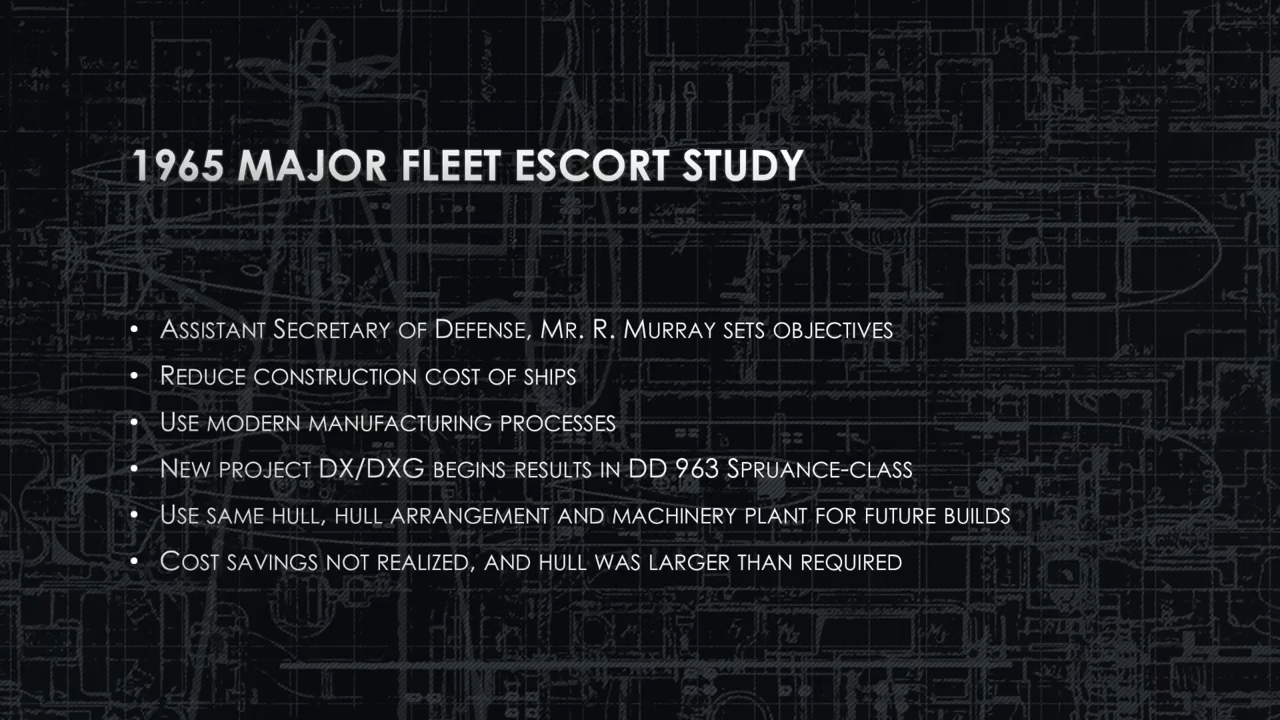 1965 MAJOR FLEET ESCORT STUDY
• ASSISTANT SECRETARY OF DEFENSE, MR. R. MURRAY SETS OBJECTIVES
• REDUCE CONSTRUCTION COST OF SHIPS
• USE MODERN MANUFACTURING PROCESSES
• NEW PROJECT DX/DXG BEGINS RESULTS IN DD 963 SPRUANCE-CLASS
• USE SAME HULL, HULL ARRANGEMENT AND MACHINERY PLANT FOR FUTURE BUILDS
• COST SAVINGS NOT REALIZED, AND HULL WAS LARGER THAN REQUIRED